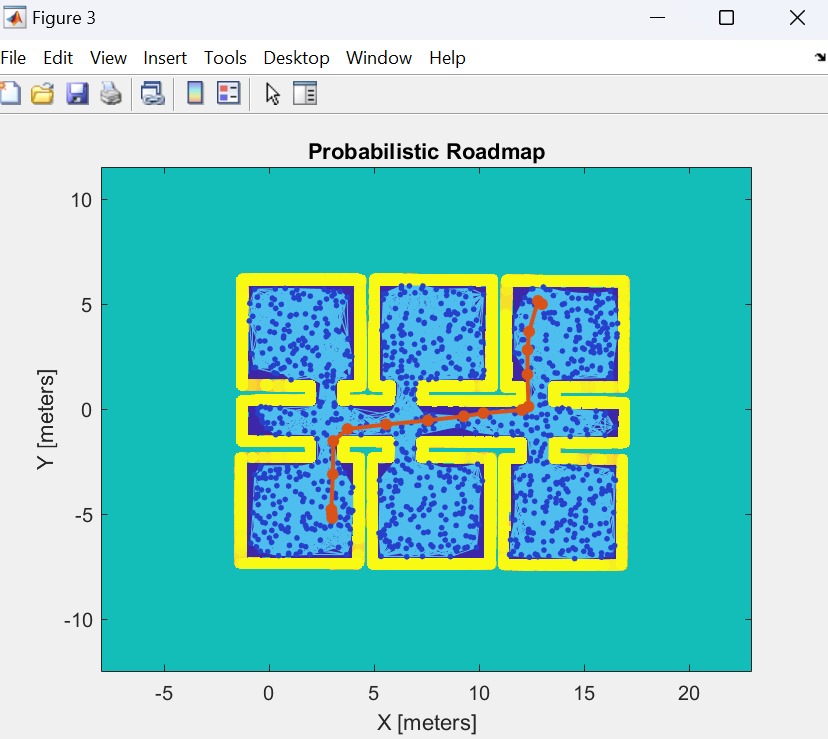 Figure 3
File Edit View Insert Tools Desktop Window Help
Probabilistic Roadmap
10
5
0
-5
-10
Y [meters]
-5 0 5 10 15 20
X [meters]